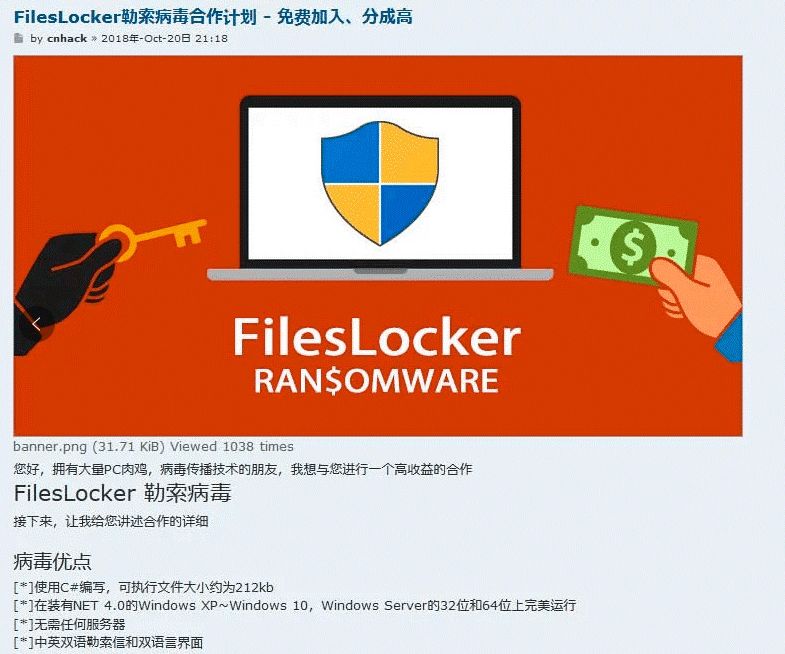 FilesLocker勒索病毒合作计划 - 免费加入、分成高
by cnhack » 2018年-Oct-20日 21:18
$
FilesLocker
RAN$OMWARE
banner.png (31.71 KiB) Viewed 1038 times
您好，拥有大量PC肉鸡，病毒传播技术的朋友，我想与您进行一个高收益的合作
FilesLocker 勒索病毒
接下来，让我给您讲述合作的详细
病毒优点
[*]使用C#编写，可执行文件大小约为212kb
[*]在装有NET 4.0的Windows XP~Windows 10，Windows Server的32位和64位上完美运行
[*]无需任何服务器
[*]中英双语勒索信和双语言界面